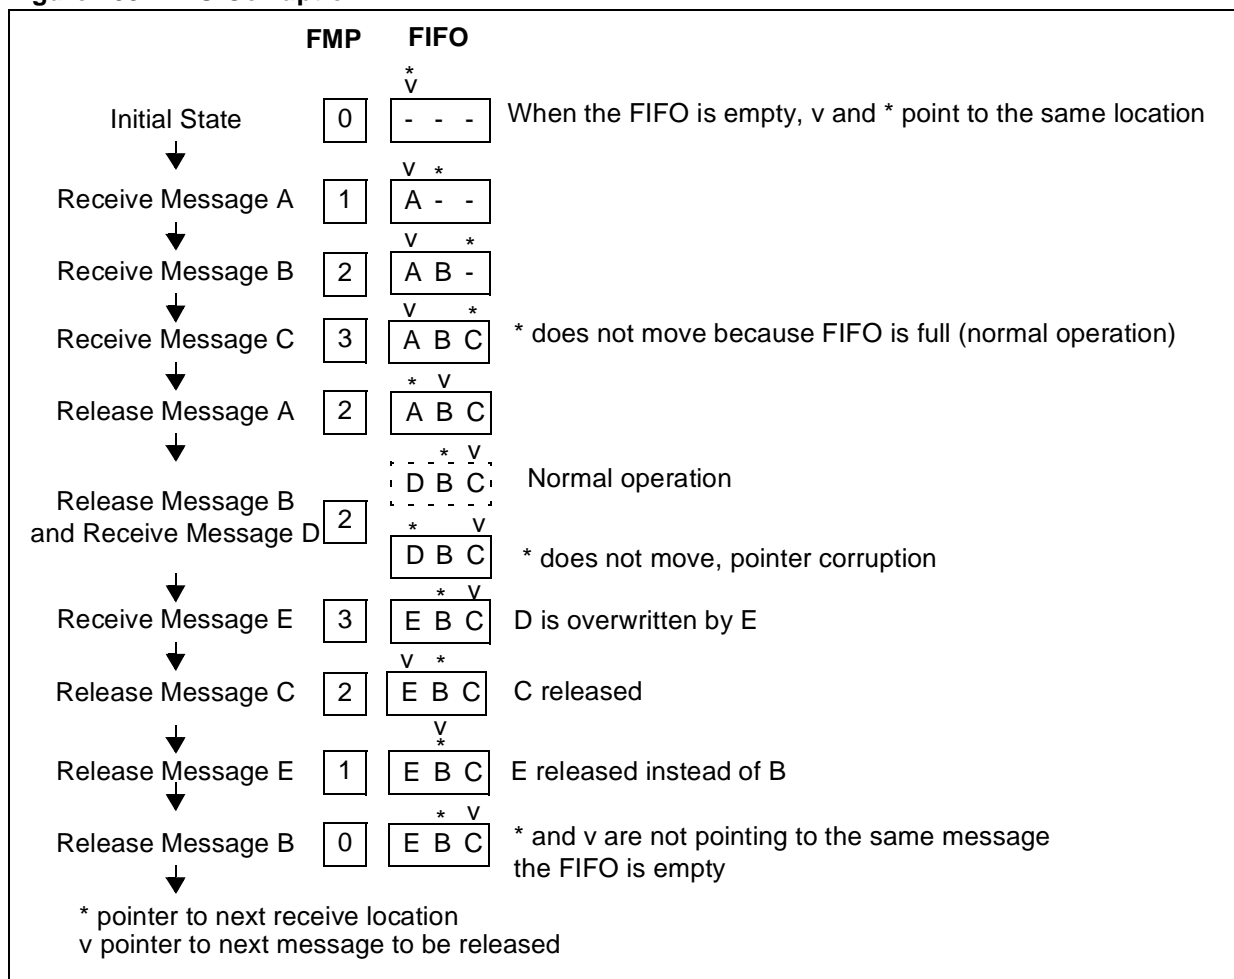 FMP FIFO
*
v
Initial State 0 - - - When the FIFO is empty, v and * point to the same location
v *
Receive Message A 1 A - -
v *
Receive Message B 2 A B -
v *
Receive Message C 3 A B C * does not move because FIFO is full (normal operation)
* v
Release Message A 2 A B C
* v
D B C Normal operation
Release Message B
and Receive Message D 2
* v
D B C * does not move, pointer corruption
* v
Receive Message E 3 E B C D is overwritten by E
v *
Release Message C 2 E B C C released
v
*
Release Message E 1 E B C E released instead of B
* v
Release Message B 0 E B C * and v are not pointing to the same message
the FIFO is empty
* pointer to next receive location
v pointer to next message to be released